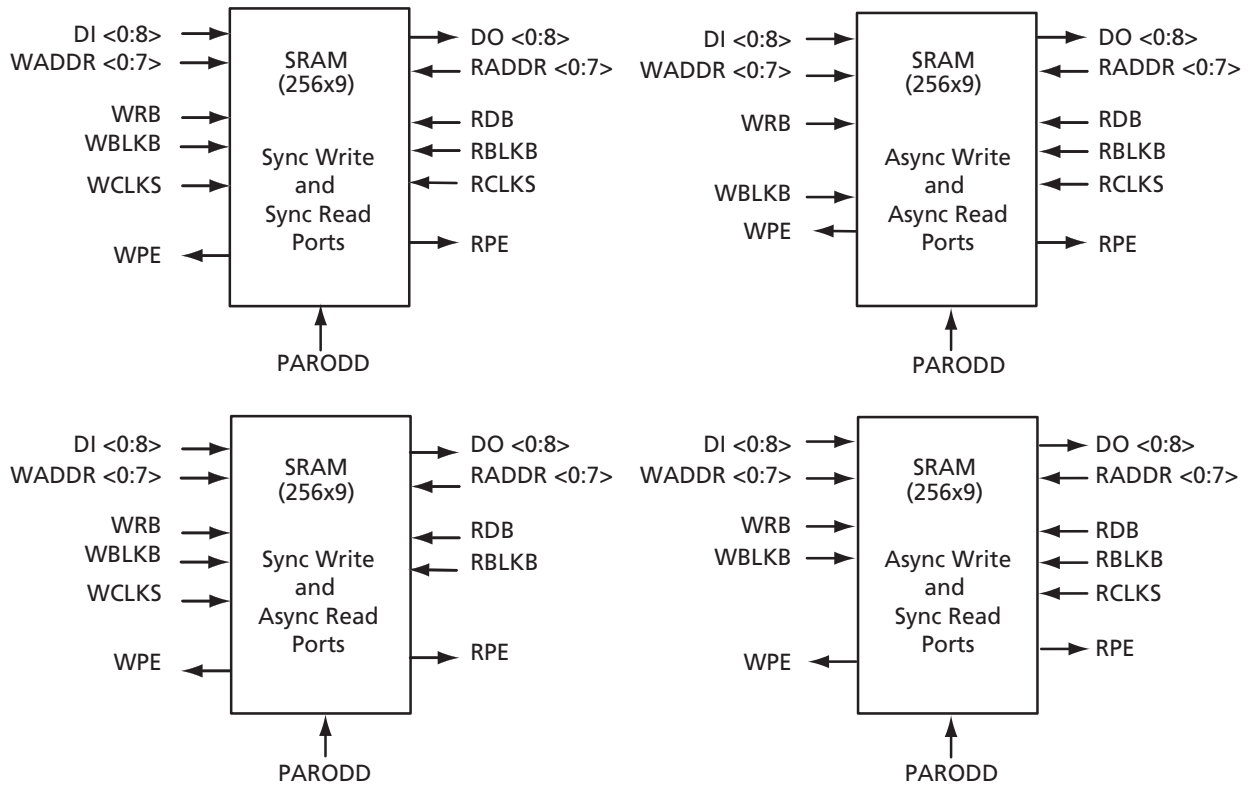 DI <0:8>
WADDR <0:7>
WRB
WBLKB
WCLKS
WPE
SRAM
(256x9)
Sync Write
and
Sync Read
Ports
DO <0:8>
RADDR <0:7>
RDB
RBLKB
RCLKS
RPE
PARODD
DI <0:8>
WADDR <0:7>
WRB
WBLKB
WPE
SRAM
(256x9)
Async Write
and
Async Read
Ports
DO <0:8>
RADDR <0:7>
RDB
RBLKB
RCLKS
RPE
PARODD
DI <0:8>
WADDR <0:7>
WRB
WBLKB
WCLKS
WPE
SRAM
(256x9)
Sync Write
and
Async Read
Ports
DO <0:8>
RADDR <0:7>
RDB
RBLKB
RPE
PARODD
DI <0:8>
WADDR <0:7>
WRB
WBLKB
WPE
SRAM
(256x9)
Async Write
and
Sync Read
Ports
DO <0:8>
RADDR <0:7>
RDB
RBLKB
RCLKS
RPE
PARODD